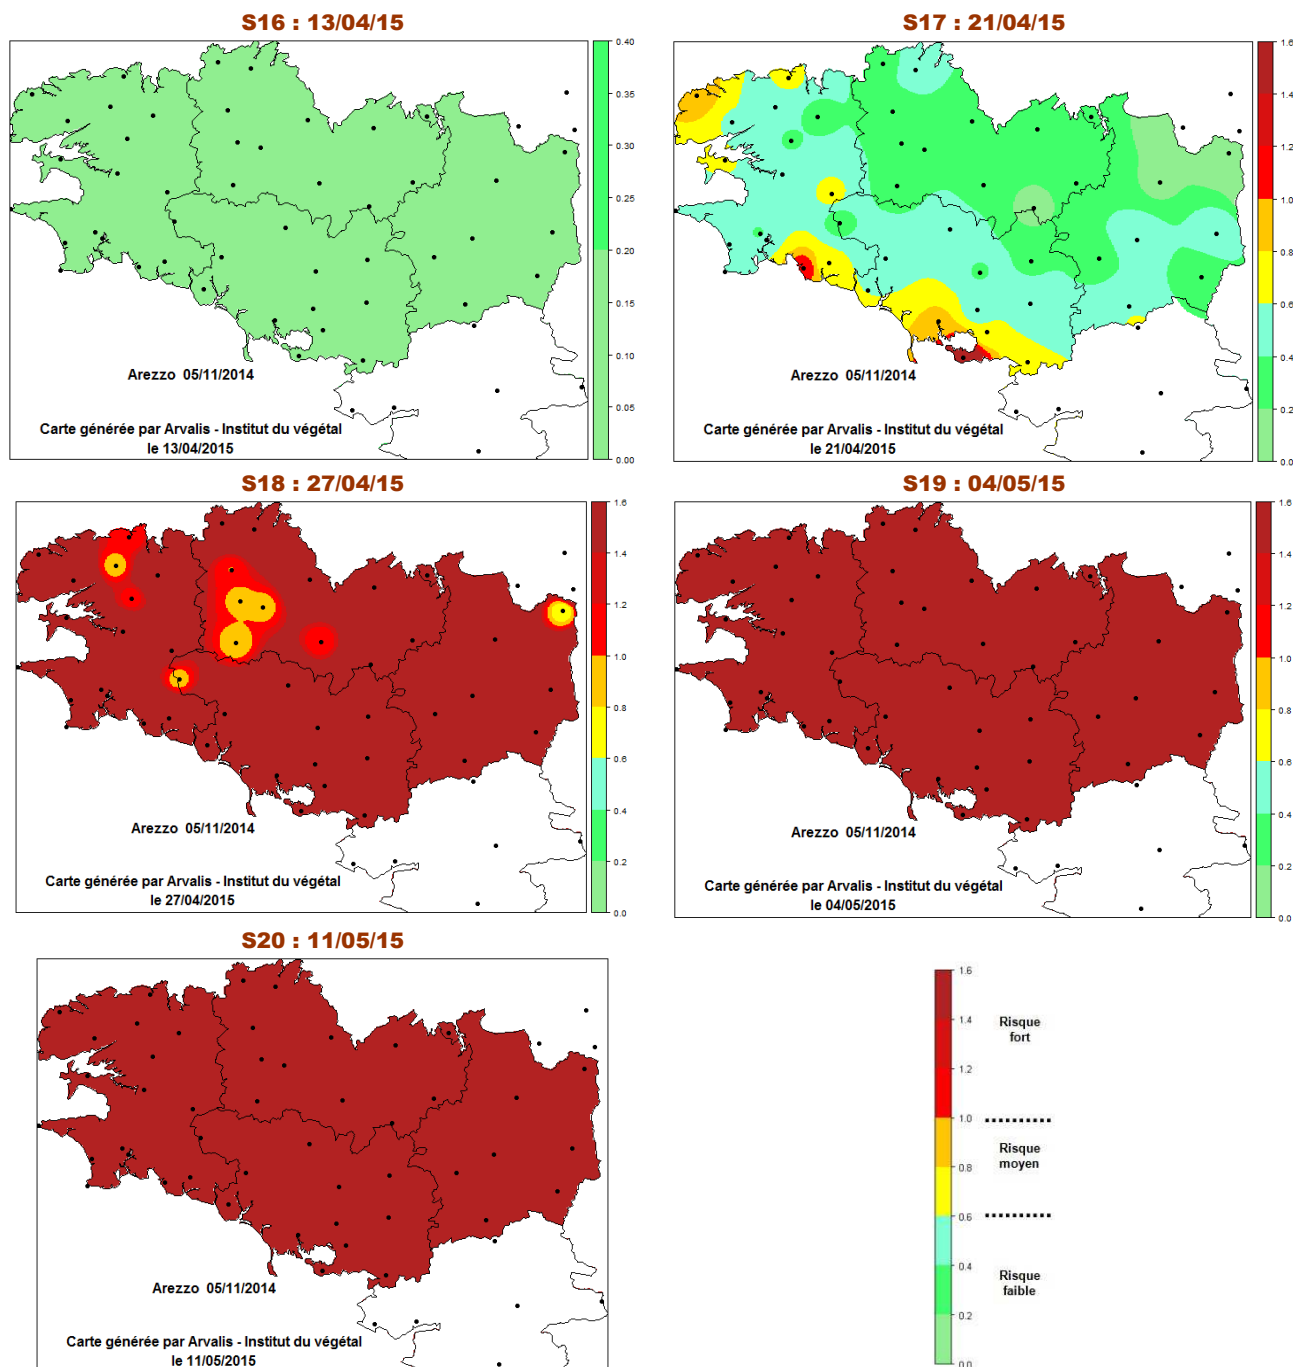 S16 : 13/04/15
0.40
0.35
0.30
0.25
0.20
0.15
0.10
0.05
0.00
Arezzo 05/11/2014
Carte générée par Arvalis - Institut du végétal
le 13/04/2015
S17 : 21/04/15
1.6
1.4
1.2
1.0
0.8
0.6
0.4
0.2
0.0
Arezzo 05/11/2014
Carte générée par Arvalis - Institut du végétal
le 21/04/2015
S18 : 27/04/15
1.6
1.4
1.2
1.0
0.8
0.6
0.4
0.2
0.0
Arezzo 05/11/2014
Carte générée par Arvalis - Institut du végétal
le 27/04/2015
S19 : 04/05/15
1.6
1.4
1.2
1.0
0.8
0.6
0.4
0.2
0.0
Arezzo 05/11/2014
Carte générée par Arvalis - Institut du végétal
le 04/05/2015
S20 : 11/05/15
Arezzo 05/11/2014
Carte générée par Arvalis - Institut du végétal
le 11/05/2015
1.6
1.4
1.2
1.0
0.8
0.6
0.4
0.2
0.0
Risque
fort
Risque
moyen
Risque
faible